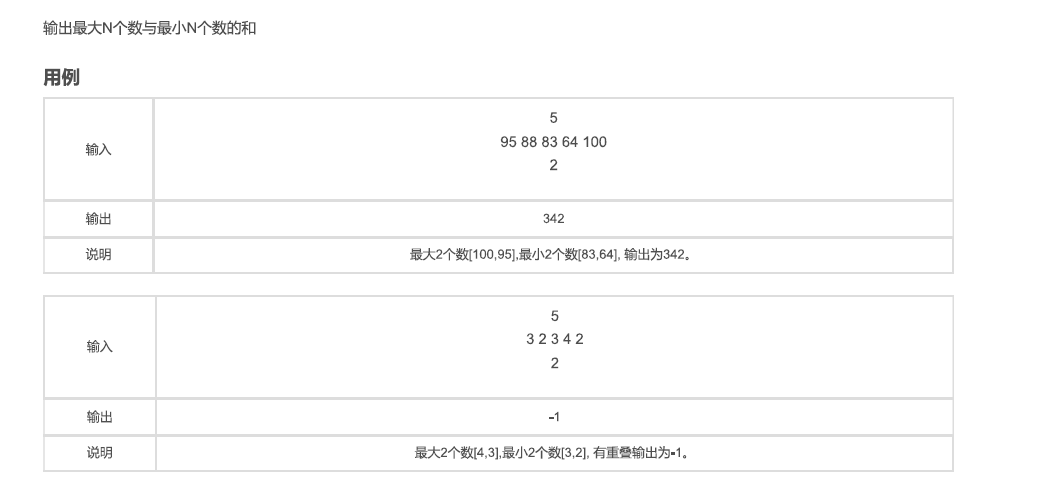 输出最大N个数与最小N个数的和
用例
输入
5
95 88 83 64 100
2
输出
342
说明
最大2个数[100,95],最小2个数[83,64], 输出为342。
输入
5
3 2 3 4 2
2
输出
-1
说明
最大2个数[4,3],最小2个数[3,2], 有重叠输出为-1。